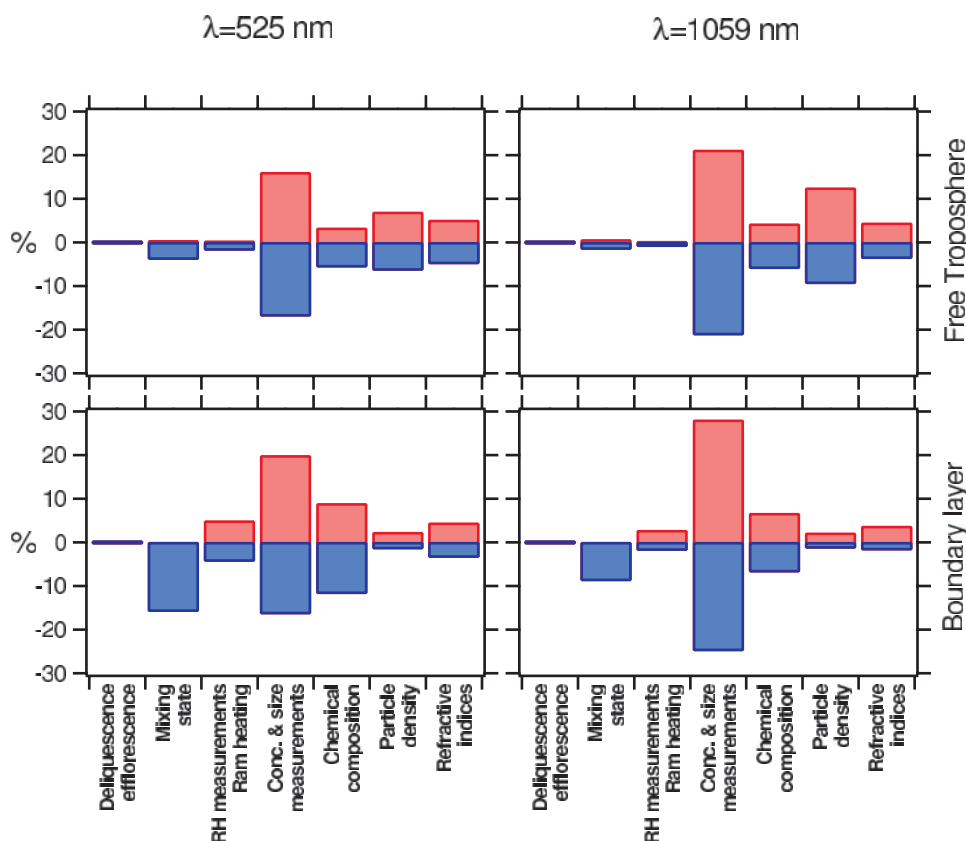 λ=525 nm
λ=1059 nm
30
20
10
0
-10
-20
-30
%
Free Troposphere
30
20
10
0
-10
-20
-30
%
Boundary layer
Deliquescence
efflorescence
Mixing
state
RH measurements
Ram heating
Conc. & size
measurements
Chemical
composition
Particle
density
Refractive
indices
Deliquescence
efflorescence
Mixing
state
RH measurements
Ram heating
Conc. & size
measurements
Chemical
composition
Particle
density
Refractive
indices